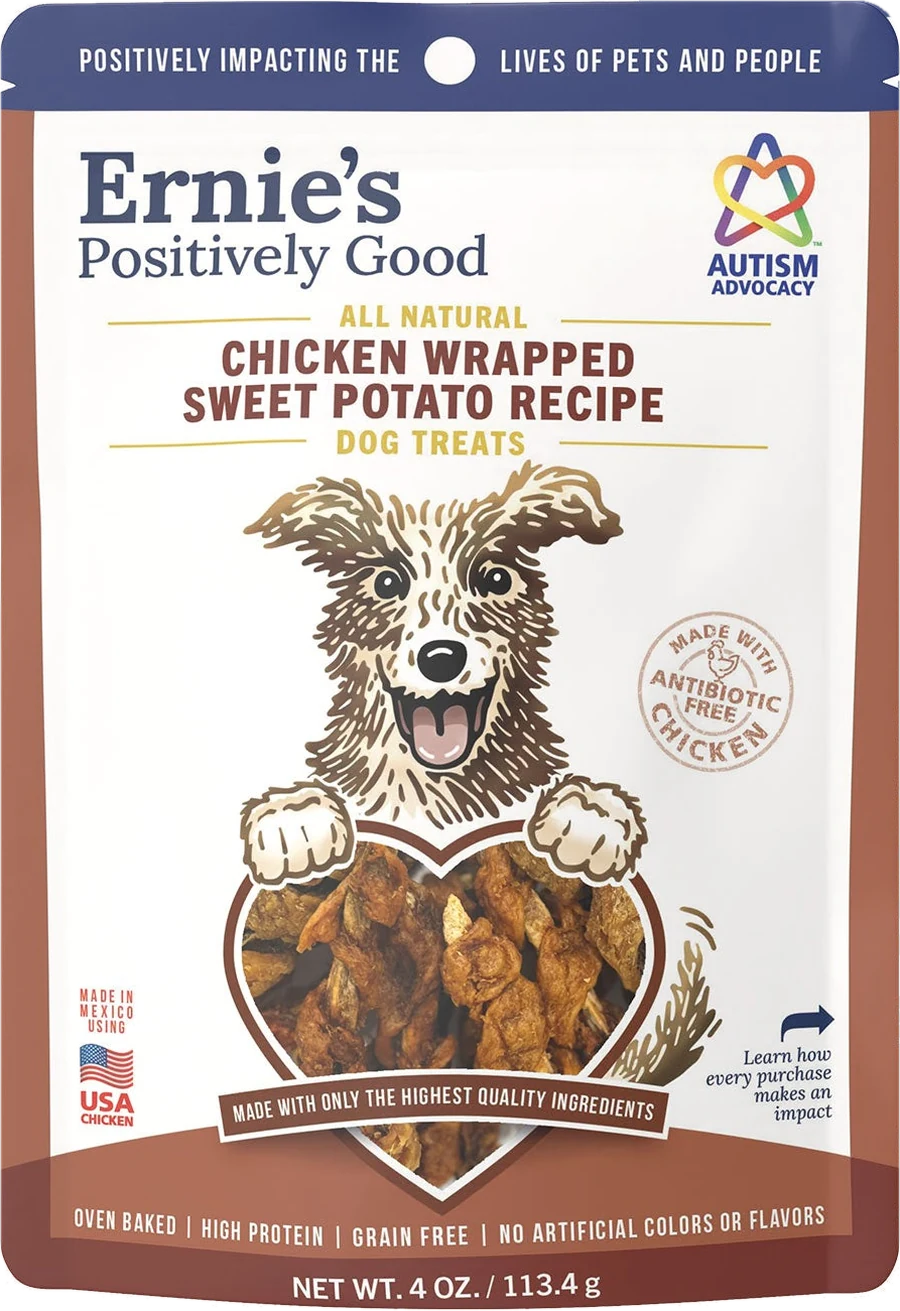 POSITIVELY IMPACTING THE LIVES OF PETS AND PEOPLE
Ernie's
Positively Good
AUTISM
ADVOCACY
TM
ALL NATURAL
CHICKEN WRAPPED
SWEET POTATO RECIPE
DOG TREATS
MADE WITH
ANTIBIOTIC
FREE
CHICKEN
MADE IN
MEXICO
USING
USA
CHICKEN
Learn how
every purchase
makes an
impact
MADE WITH ONLY THE HIGHEST QUALITY INGREDIENTS
OVEN BAKED | HIGH PROTEIN | GRAIN FREE | NO ARTIFICIAL COLORS OR FLAVORS
NET WT. 4 OZ. / 113.4 g